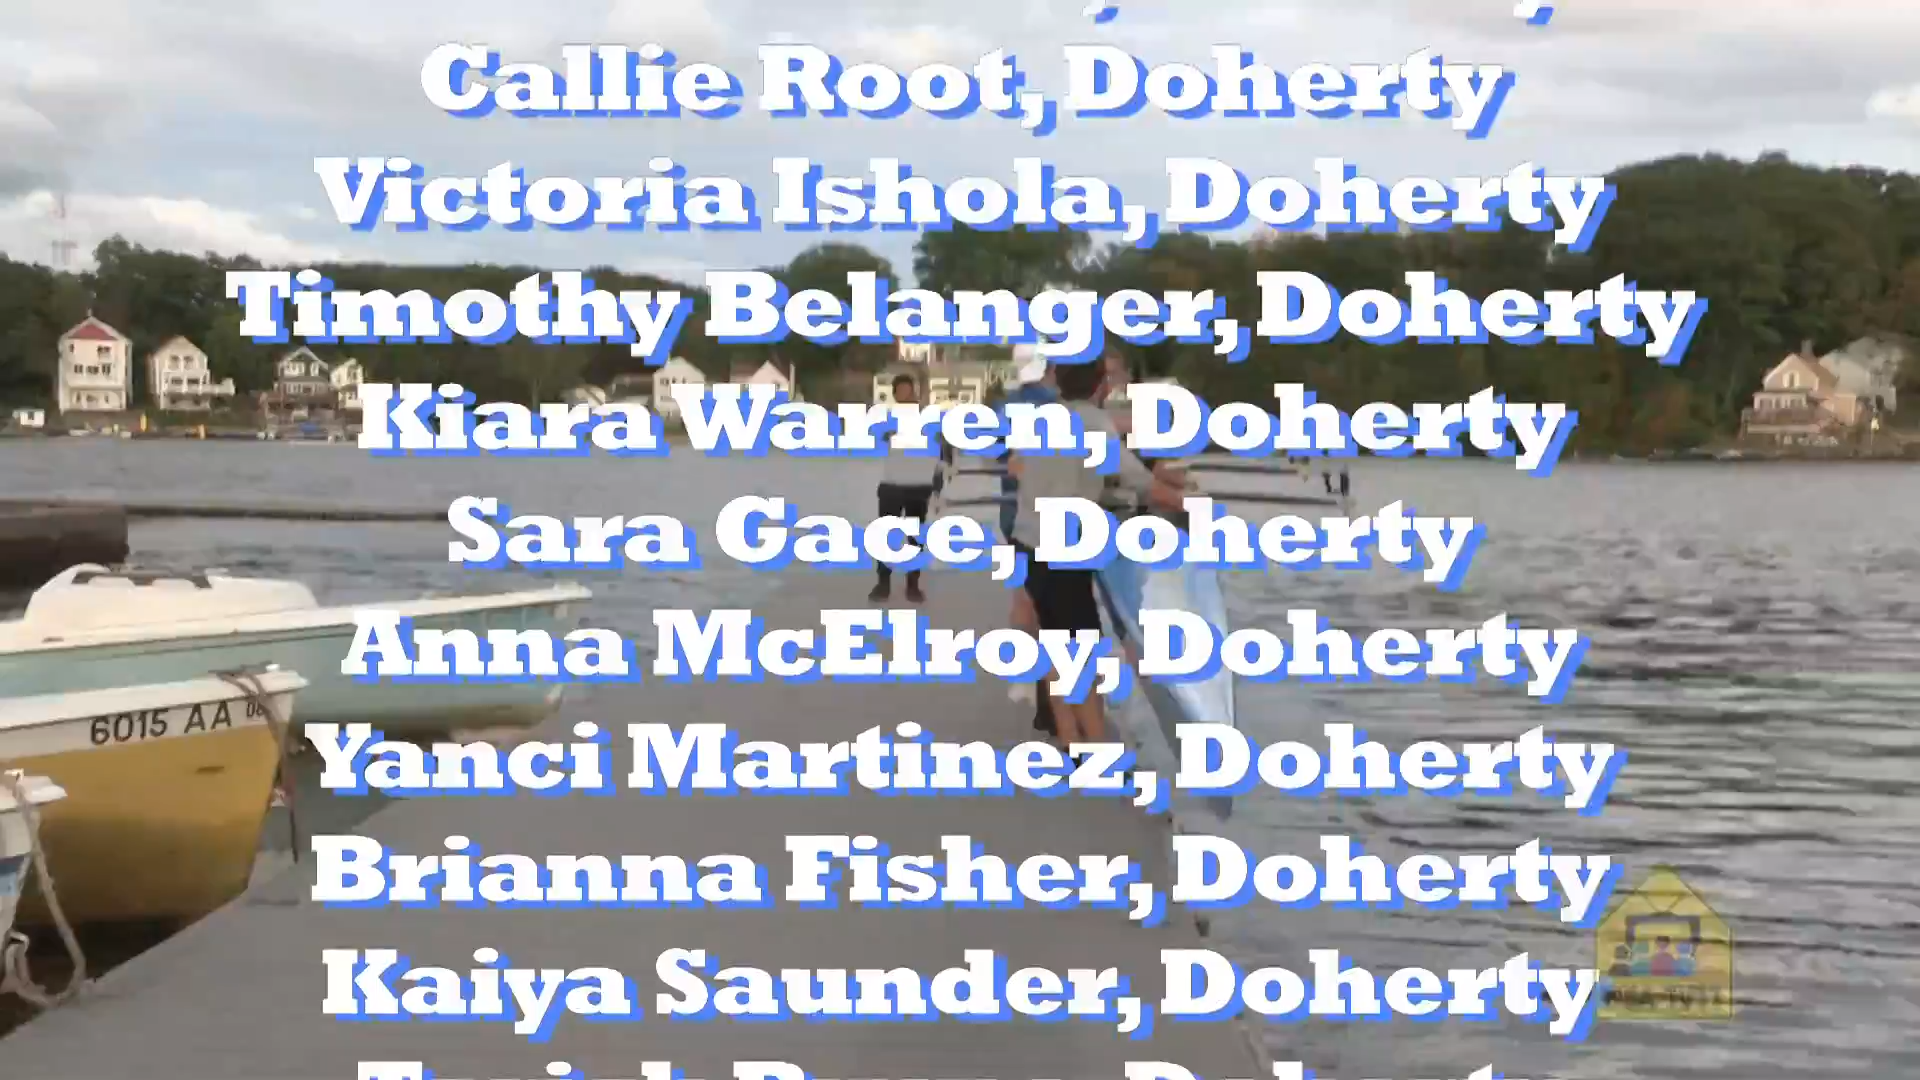 Callie Root, Doherty
Victoria Ishola, Doherty
Timothy Belanger, Doherty
Kiara Warren, Doherty
Sara Gace, Doherty
Anna McElroy, Doherty
Yanci Martinez, Doherty
6015 AA
Brianna Fisher, Doherty
Kaiya Saunder, Doherty